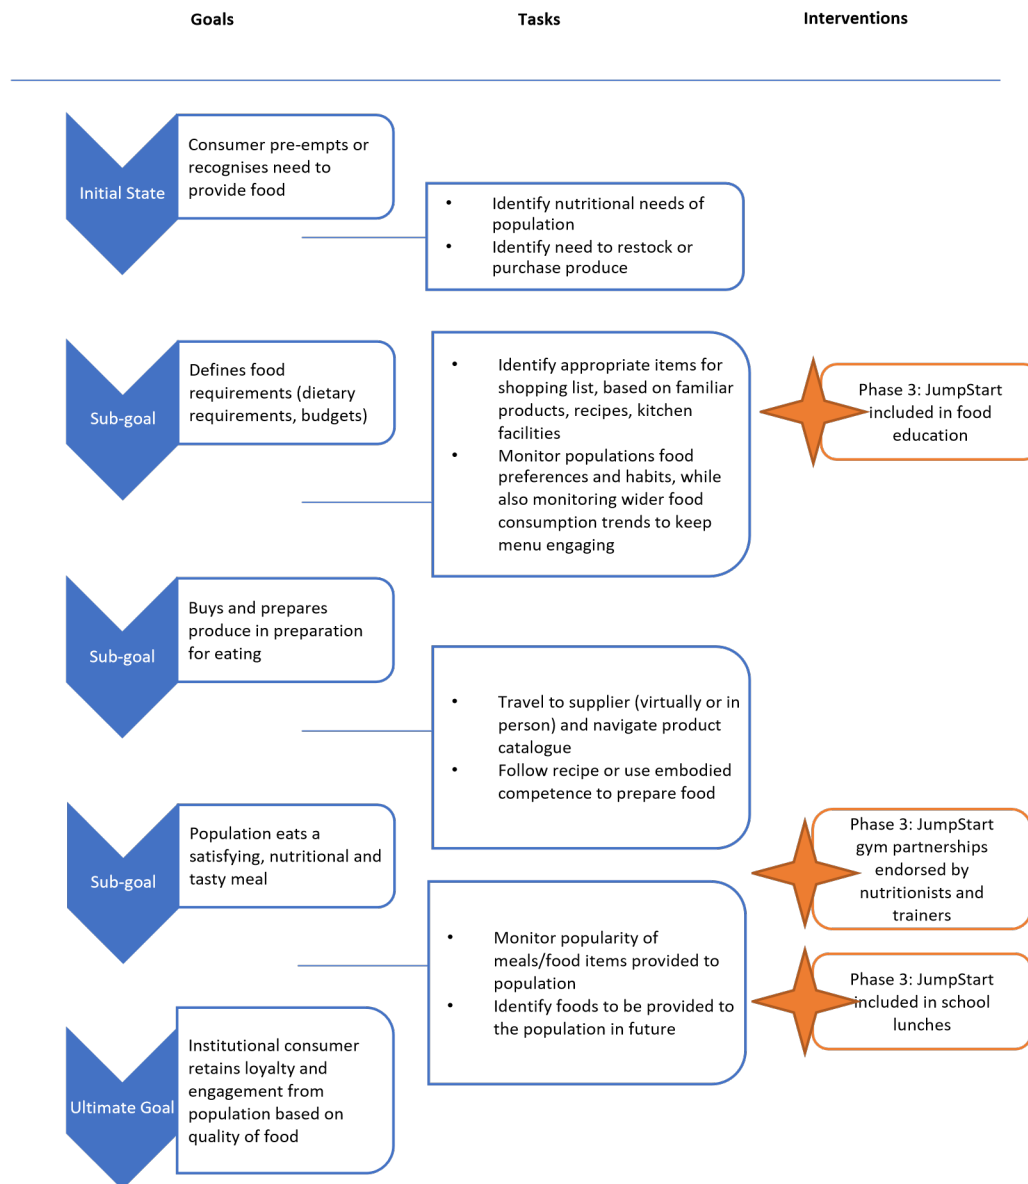 Goals
Tasks
Interventions
Initial State
Consumer pre-empts or
recognises need to
provide food
• Identify nutritional needs of
population
• Identify need to restock or
purchase produce
Sub-goal
Defines food
requirements (dietary
requirements, budgets)
• Identify appropriate items for
shopping list, based on familiar
products, recipes, kitchen
facilities
• Monitor populations food
preferences and habits, while
also monitoring wider food
consumption trends to keep
menu engaging
Phase 3: JumpStart
included in food
education
Sub-goal
Buys and prepares
produce in preparation
for eating
• Travel to supplier (virtually or in
person) and navigate product
catalogue
• Follow recipe or use embodied
competence to prepare food
Sub-goal
Population eats a
satisfying, nutritional and
tasty meal
Phase 3: JumpStart
gym partnerships
endorsed by
nutritionists and
trainers
• Monitor popularity of
meals/food items provided to
population
• Identify foods to be provided to
the population in future
Phase 3: JumpStart
included in school
lunches
Ultimate Goal
Institutional consumer
retains loyalty and
engagement from
population based on
quality of food